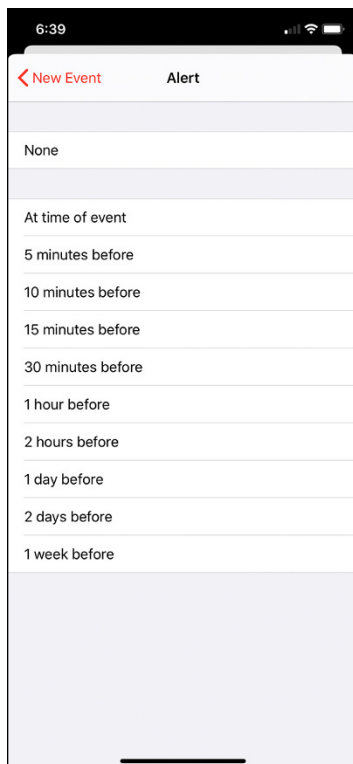 6:39
New Event Alert
None
At time of event
5 minutes before
10 minutes before
15 minutes before
30 minutes before
1 hour before
2 hours before
1 day before
2 days before
1 week before